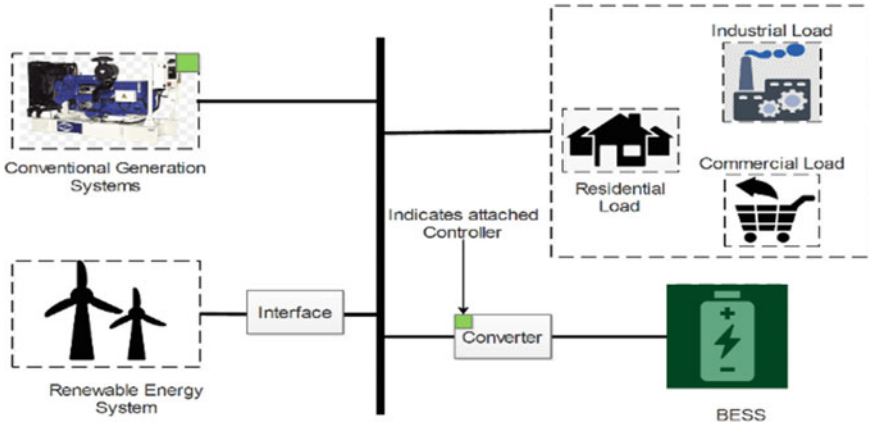 Industrial Load
Conventional Generation
Systems
Residential
Load
Commercial Load
Indicates attached
Controller
Interface
Converter
Renewable Energy
System
BESS